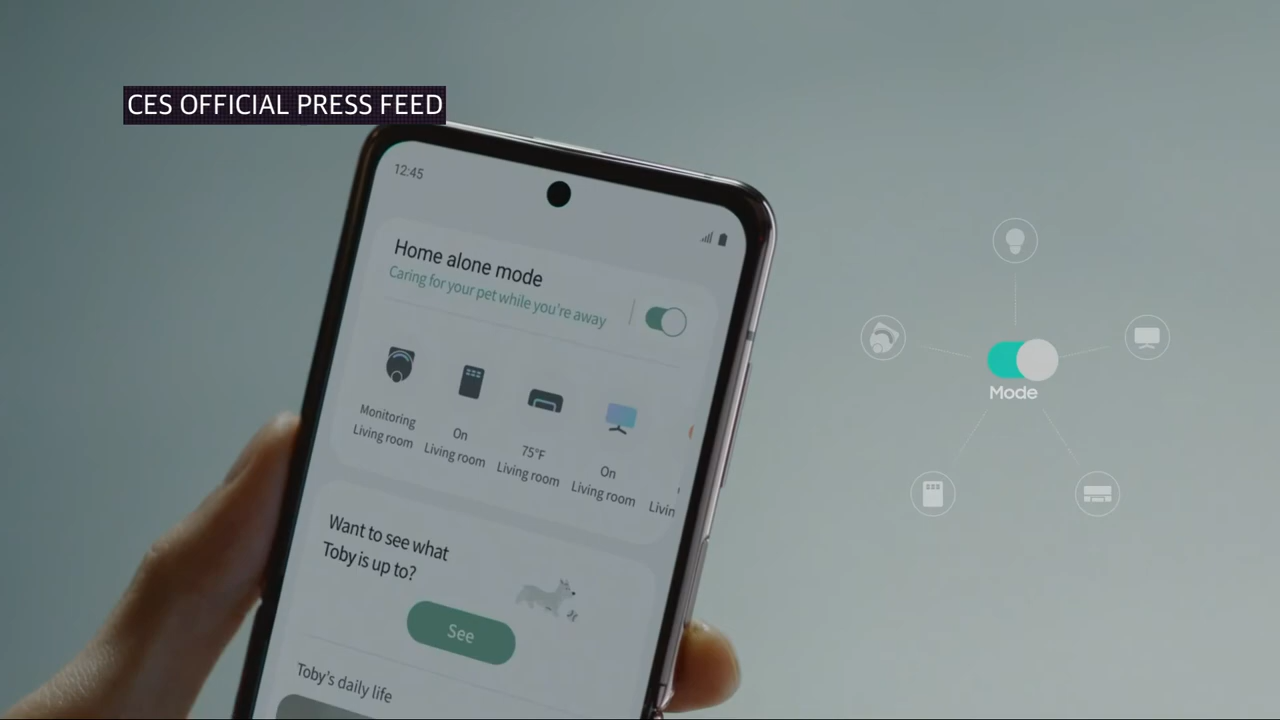 CES OFFICIAL PRESS FEED
12:45
Home alone mode
Caring for your pet while you're away
Monitoring
Living room
On
Living room
75°F
Living room
On
Living room
Livin
Want to see what
Toby is up to?
See
Toby's daily life
Mode